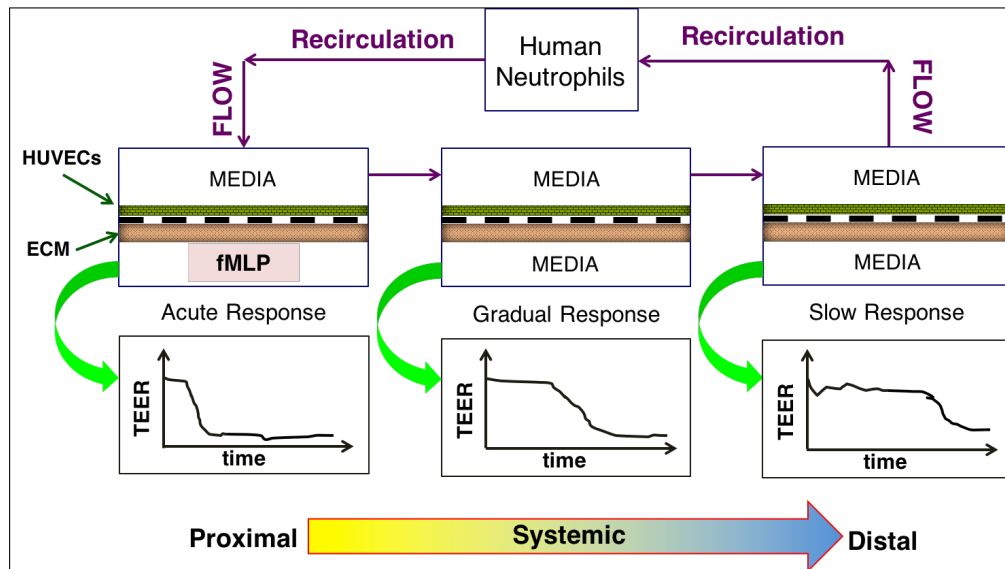 Recirculation
Human
Neutrophils
Recirculation
FLOW
FLOW
HUVECs
MEDIA
MEDIA
MEDIA
ECM
fMLP
MEDIA
MEDIA
Acute Response
Gradual Response
Slow Response
TEER
time
TEER
time
TEER
time
Proximal
Systemic
Distal